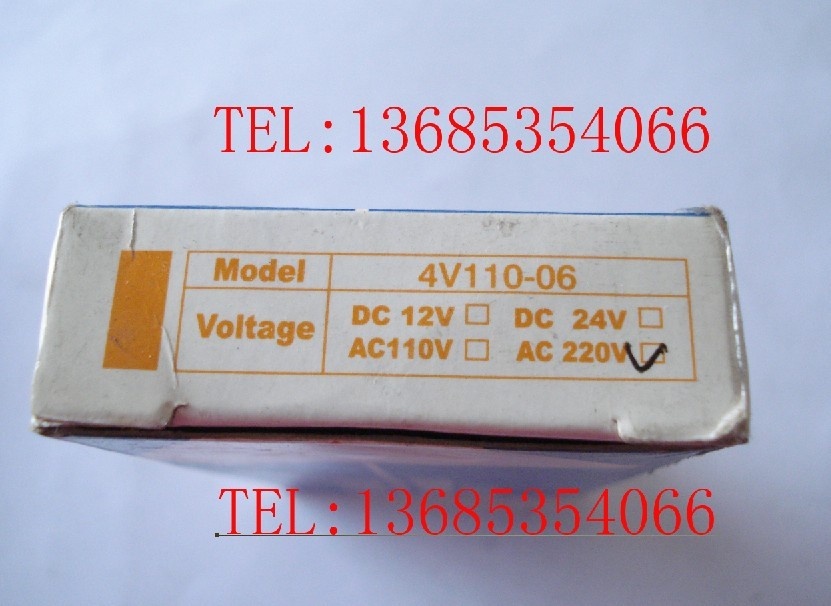 TEL:13685354066
Model 4V110-06
Voltage DC 12V DC 24V
AC110V AC 220V
TEL:13685354066